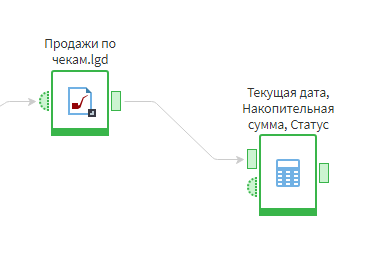 Продажи по
чекам.lgd
Текущая дата,
Накопительная
сумма, Статус